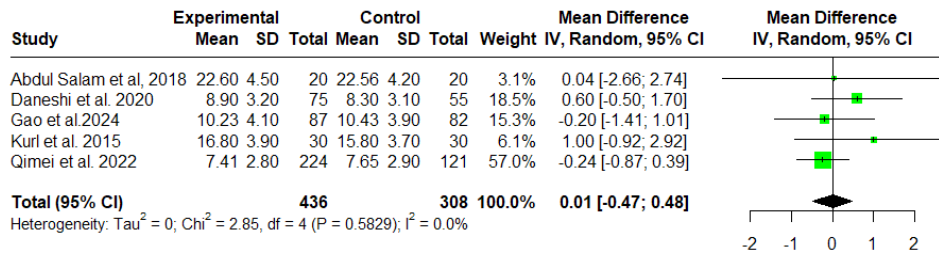 Experimental Control Mean Difference Mean Difference
Study Mean SD Total Mean SD Total Weight IV, Random, 95% CI IV, Random, 95% CI
Abdul Salam et al, 2018 22.60 4.50 20 22.56 4.20 20 3.1% 0.04 [-2.66; 2.74]
Daneshi et al. 2020 8.90 3.20 75 8.30 3.10 55 18.5% 0.60 [-0.50; 1.70]
Gao et al.2024 10.23 4.10 87 10.43 3.90 82 15.3% -0.20 [-1.41; 1.01]
Kurl et al. 2015 16.80 3.90 30 15.80 3.70 30 6.1% 1.00 [-0.92; 2.92]
Qimei et al. 2022 7.41 2.80 224 7.65 2.90 121 57.0% -0.24 [-0.87; 0.39]
Total (95% CI) 436 308 100.0% 0.01 [-0.47; 0.48]
Heterogeneity: Tau² = 0; Chi² = 2.85, df = 4 (P = 0.5829); I² = 0.0%
-2 -1 0 1 2